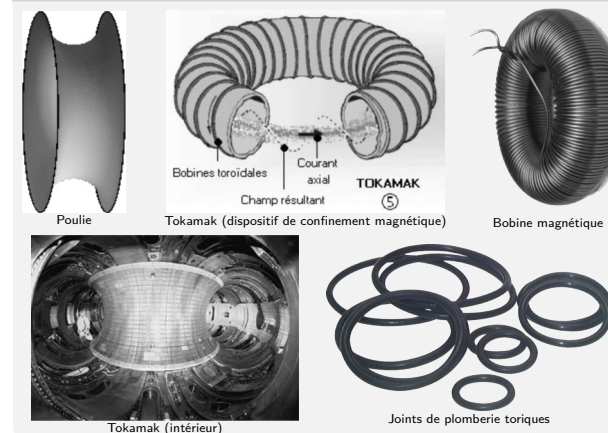 Bobines toroïdales
Courant
axial
Champ résultant
TOKAMAK
⑤
Poulie
Tokamak (dispositif de confinement magnétique)
Bobine magnétique
Tokamak (intérieur)
Joints de plomberie toriques